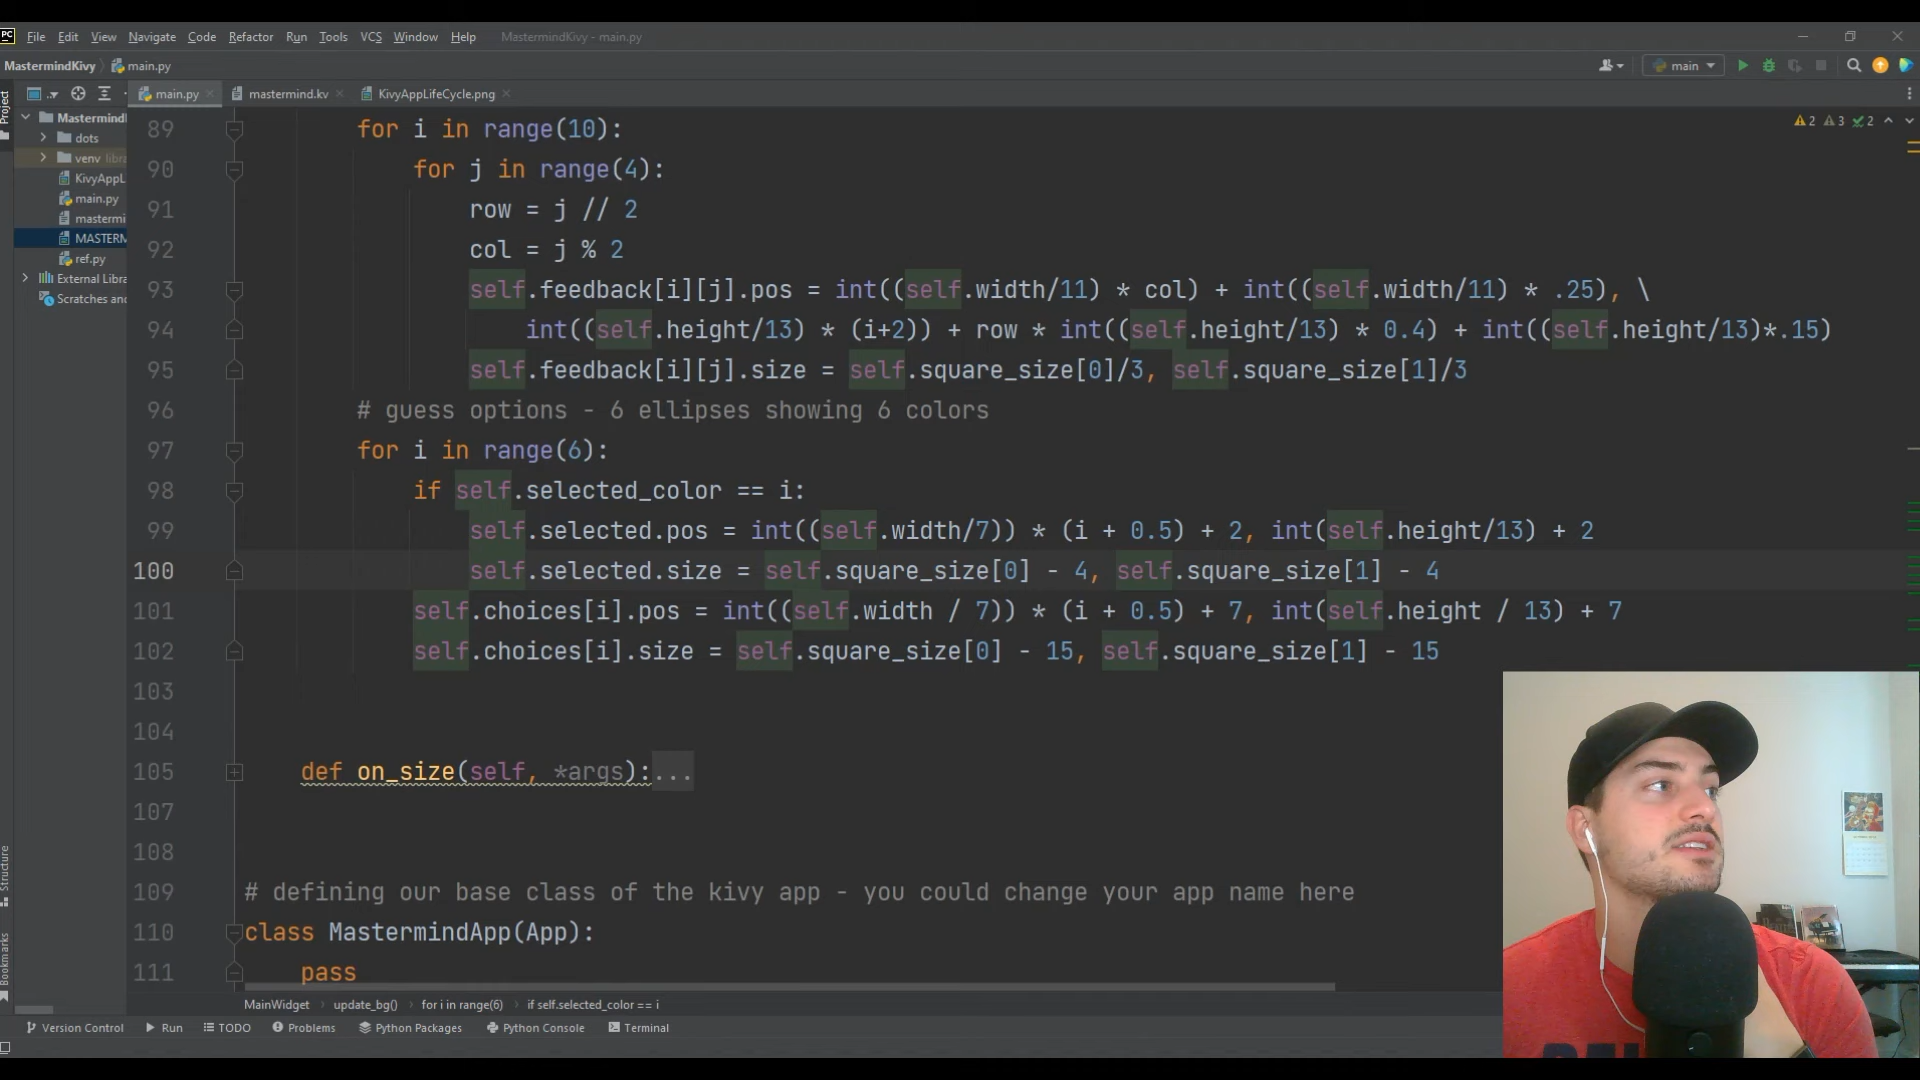 PC File Edit View Navigate Code Refactor Run Tools VCS Window Help MastermindKivy - main.py
MastermindKivy main.py main
Project main.py mastermind.kv KivyAppLifeCycle.png
Mastermindl
dots
venv libra
KivyAppL
main.py
mastermi
MASTERM
ref.py
External Libra
Scratches and
2 3 2
89 for i in range(10):
90 for j in range(4):
91 row = j // 2
92 col = j % 2
93 self.feedback[i][j].pos = int((self.width/11) * col) + int((self.width/11) * .25), \
94 int((self.height/13) * (i+2)) + row * int((self.height/13) * 0.4) + int((self.height/13)*.15)
95 self.feedback[i][j].size = self.square_size[0]/3, self.square_size[1]/3
96 # guess options - 6 ellipses showing 6 colors
97 for i in range(6):
98 if self.selected_color == i:
99 self.selected.pos = int((self.width/7)) * (i + 0.5) + 2, int(self.height/13) + 2
100 self.selected.size = self.square_size[0] - 4, self.square_size[1] - 4
101 self.choices[i].pos = int((self.width / 7)) * (i + 0.5) + 7, int(self.height / 13) + 7
102 self.choices[i].size = self.square_size[0] - 15, self.square_size[1] - 15
103
104
105 def on_size(self, *args):...
107
108
109 # defining our base class of the kivy app - you could change your app name here
110 class MastermindApp(App):
111 pass
Structure
Bookmarks
MainWidget update_bg() for i in range(6) if self.selected_color == i
Version Control Run TODO Problems Python Packages Python Console Terminal